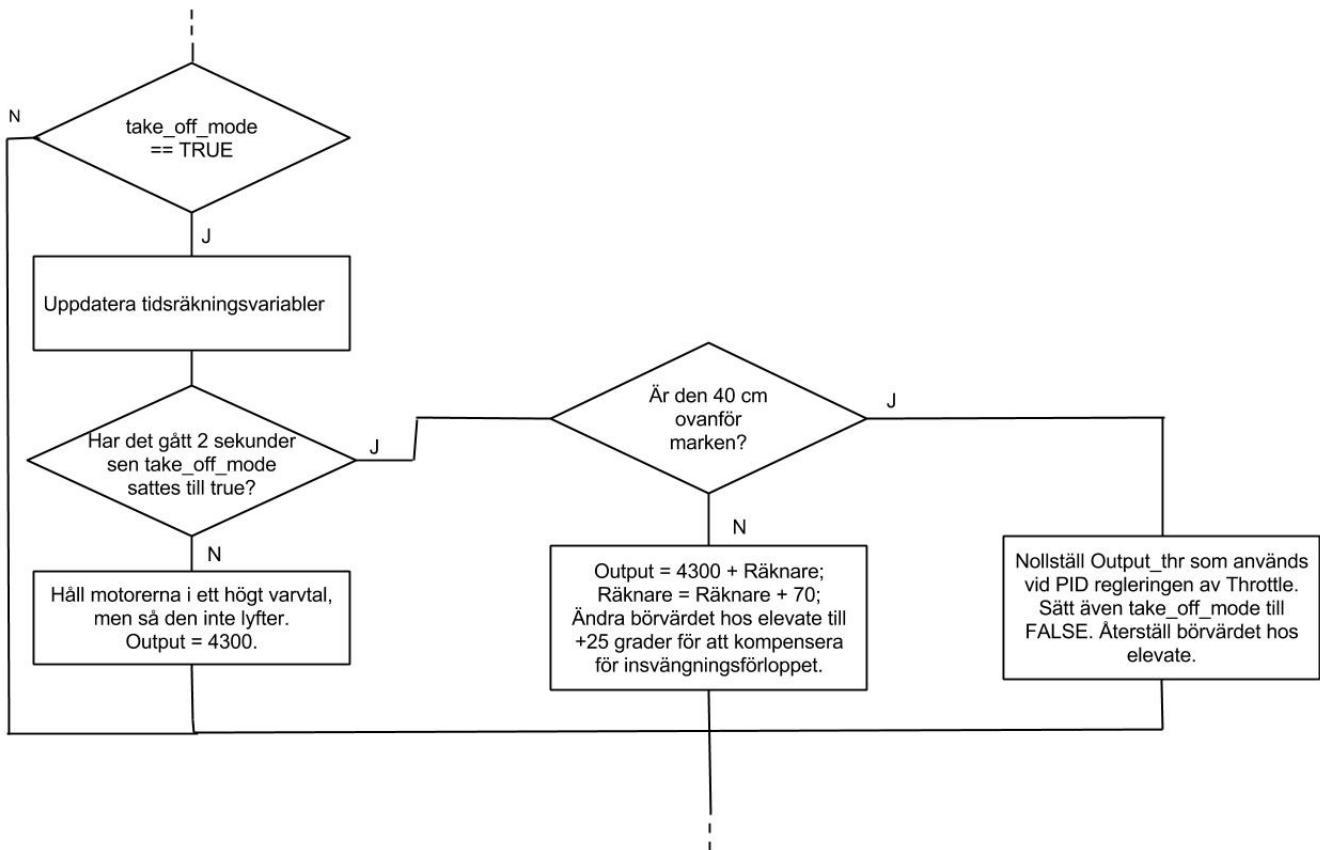 N
take_off_mode
== TRUE
J
Uppdatera tidsräkningsvariabler
Har det gått 2 sekunder
sen take_off_mode
sattes till true?
J
N
Håll motorerna i ett högt varvtal,
men så den inte lyfter.
Output = 4300.
Är den 40 cm
ovanför
marken?
J
N
Output = 4300 + Räknare;
Räknare = Räknare + 70;
Ändra börvärdet hos elevate till
+25 grader för att kompensera
för insvängningsförloppet.
Nollställ Output_thr som används
vid PID regleringen av Throttle.
Sätt även take_off_mode till
FALSE. Återställ börvärdet hos
elevate.